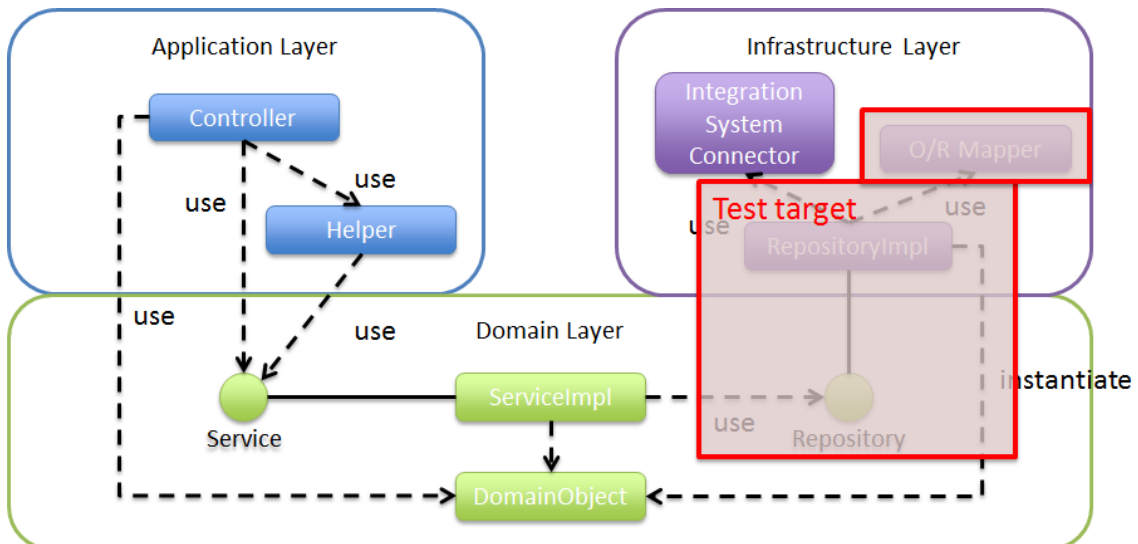 Application Layer
Infrastructure Layer
Controller
Integration
System
Connector
O/R Mapper
use
use
Test target
use
use
Helper
RepositoryImpl
use
use
Domain Layer
instantiate
ServiceImpl
use
Service
Repository
DomainObject